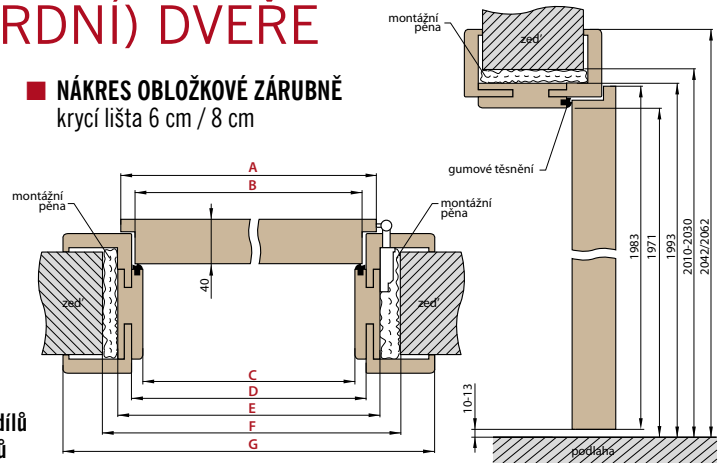 RDNÍ) DVEŘE
NÁKRES OBLOŽKOVÉ ZÁRUBNĚ
krycí lišta 6 cm / 8 cm
montážní
pěna
zeď
gumové těsnění
A
B
montážní
pěna
montážní
pěna
40
zeď
zeď
C
D
E
F
G
dílů
ů
1983
1971
1993
2010-2030
2042/2062
10-13
podlaha